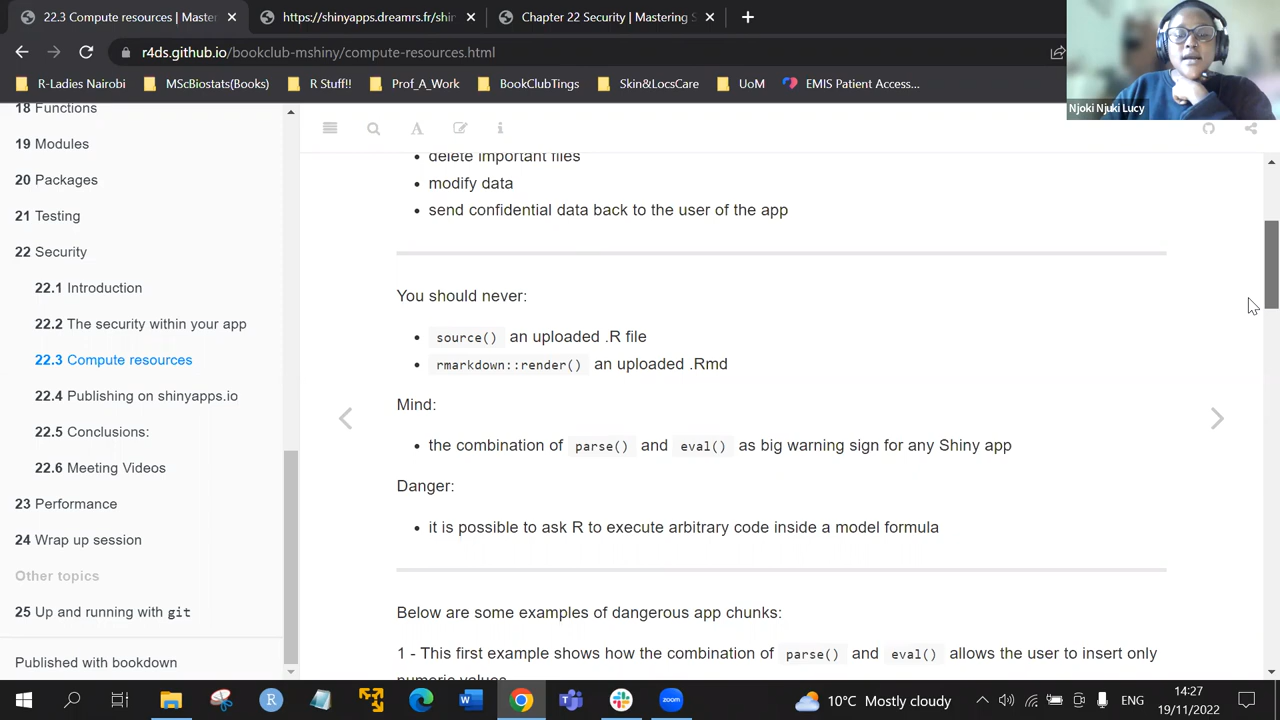 22.3 Compute resources | Maste
https://shinyapps.dreamrs.fr/shin
Chapter 22 Security | Mastering S
r4ds.github.io/bookclub-mshiny/compute-resources.html
R-Ladies Nairobi
MScBiostats(Books)
R Stuff!!
Prof_A_Work
BookClubTings
Skin&LocsCare
UoM
EMIS Patient Access...
Njoki Njuki Lucy
18 Functions
19 Modules
20 Packages
21 Testing
22 Security
22.1 Introduction
22.2 The security within your app
22.3 Compute resources
22.4 Publishing on shinyapps.io
22.5 Conclusions:
22.6 Meeting Videos
23 Performance
24 Wrap up session
Other topics
25 Up and running with git
Published with bookdown
• delete important files
• modify data
• send confidential data back to the user of the app
You should never:
• source() an uploaded .R file
• rmarkdown::render() an uploaded .Rmd
Mind:
• the combination of parse() and eval() as big warning sign for any Shiny app
Danger:
• it is possible to ask R to execute arbitrary code inside a model formula
Below are some examples of dangerous app chunks:
1 - This first example shows how the combination of parse() and eval() allows the user to insert only
numeric values
10°C Mostly cloudy
ENG
14:27
19/11/2022